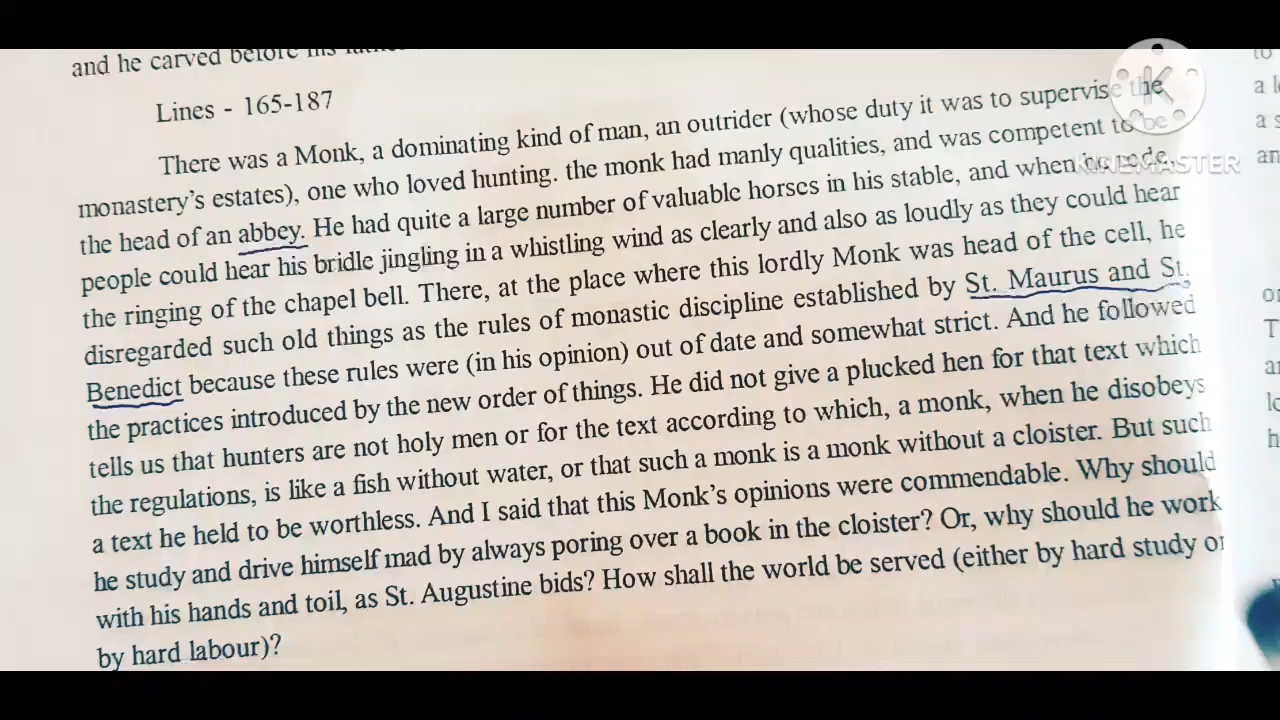 and he carved before his
Lines - 165-187
There was a Monk, a dominating kind of man, an outrider (whose duty it was to supervise the
monastery's estates), one who loved hunting. the monk had manly qualities, and was competent to be
the head of an abbey. He had quite a large number of valuable horses in his stable, and when he rode,
people could hear his bridle jingling in a whistling wind as clearly and also as loudly as they could hear
the ringing of the chapel bell. There, at the place where this lordly Monk was head of the cell, he
disregarded such old things as the rules of monastic discipline established by St. Maurus and St.
Benedict because these rules were (in his opinion) out of date and somewhat strict. And he followed
the practices introduced by the new order of things. He did not give a plucked hen for that text which
tells us that hunters are not holy men or for the text according to which, a monk, when he disobeys
the regulations, is like a fish without water, or that such a monk is a monk without a cloister. But such
a text he held to be worthless. And I said that this Monk's opinions were commendable. Why should
he study and drive himself mad by always poring over a book in the cloister? Or, why should he work
with his hands and toil, as St. Augustine bids? How shall the world be served (either by hard study or
by hard labour)?
K
KINEMASTER